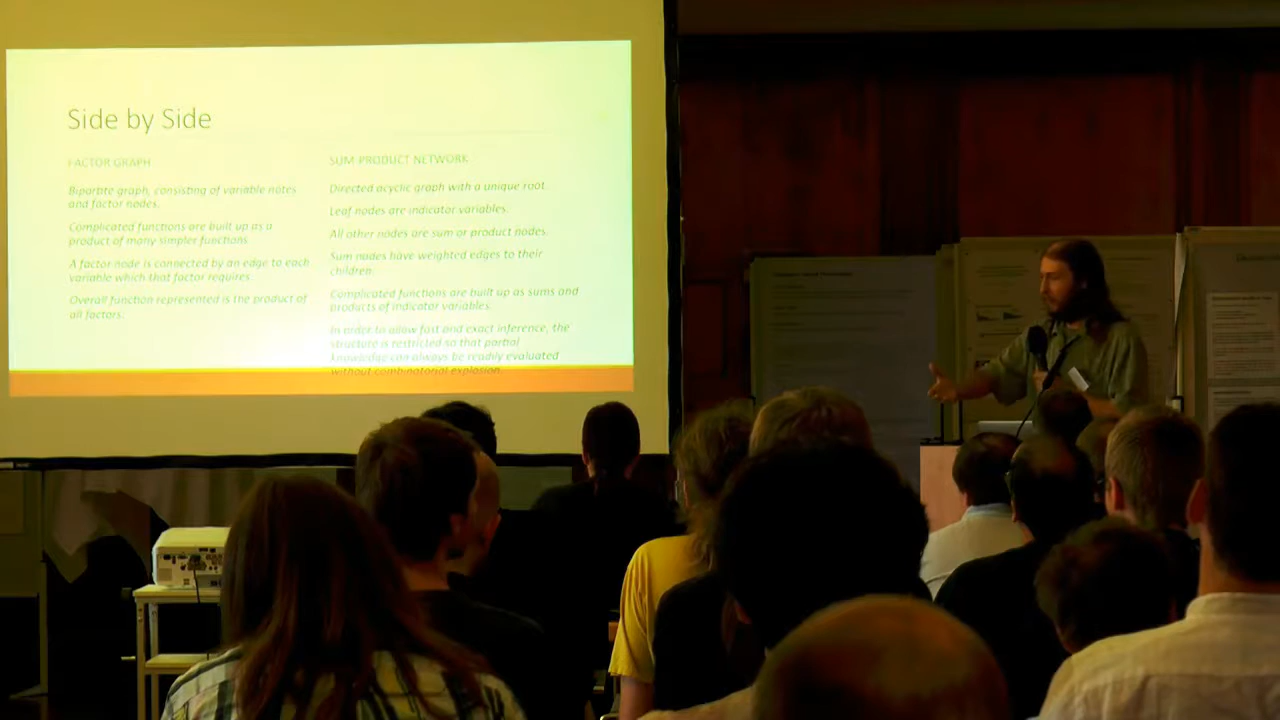 Side by Side
FACTOR GRAPH
Bipartite graph, consisting of variable notes
and factor nodes.
Complicated functions are built up as a
product of many simpler functions
A factor node is connected by an edge to each
variable which that factor requires.
Overall function represented is the product of
all factors.
SUM PRODUCT NETWORK
Directed acyclic graph with a unique root.
Leaf nodes are indicator variables.
All other nodes are sum or product nodes.
Sum nodes have weighted edges to their
children.
Complicated functions are built up as sums and
products of indicator variables.
In order to allow fast and exact inference, the
structure is restricted so that partial
knowledge can always be readily evaluated
without combinatorial explosion.